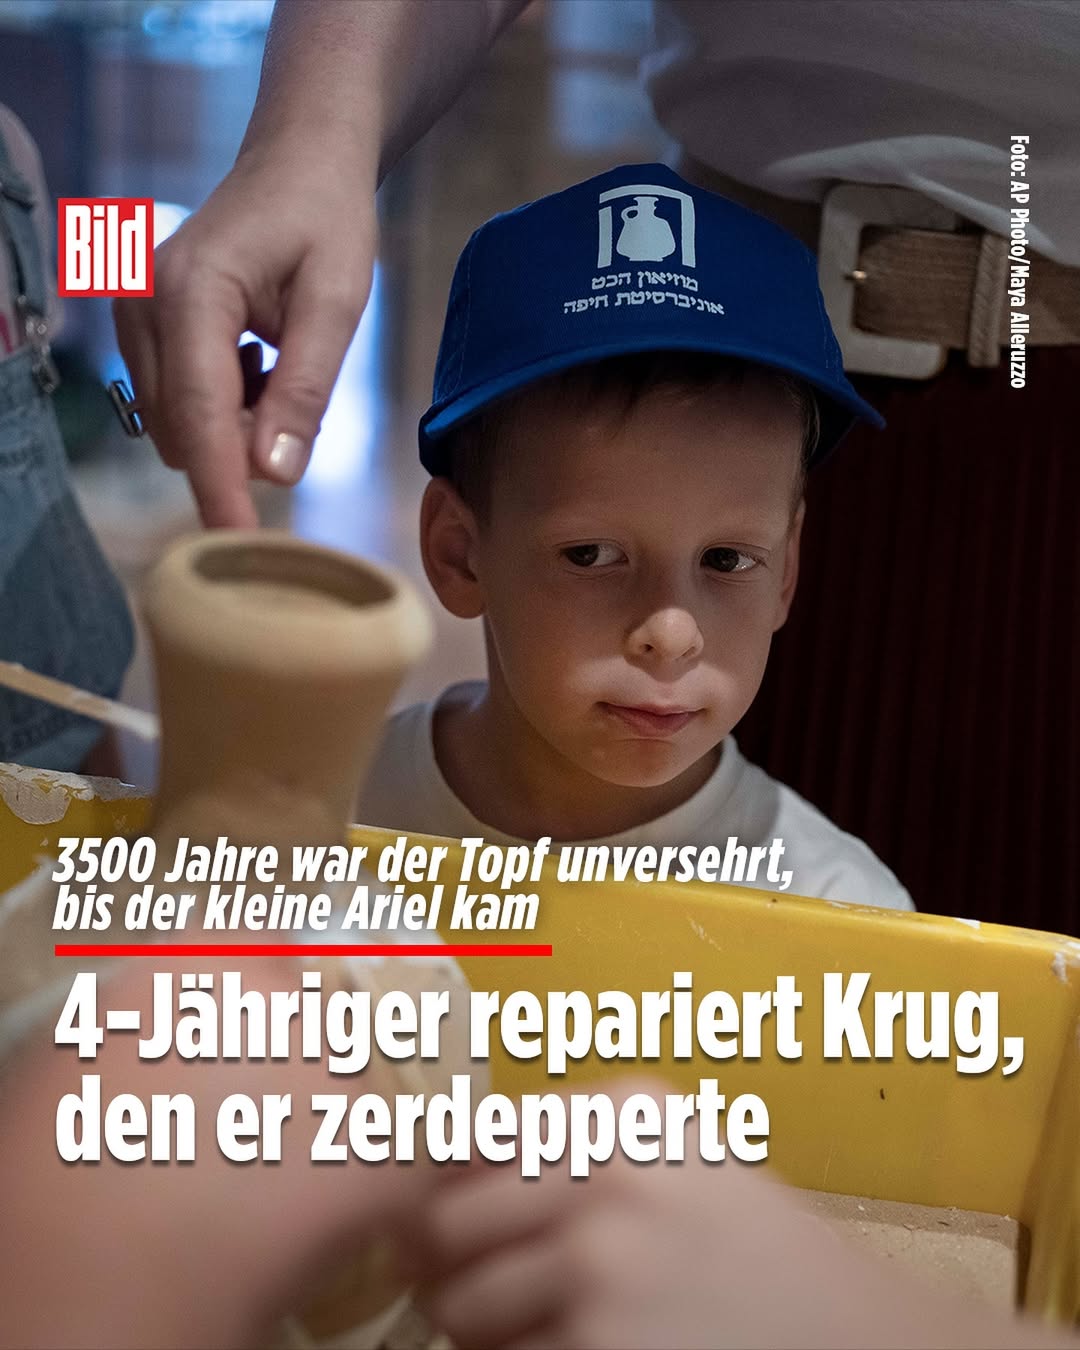 Foto: AP Photo/Maya Alleruzzo
Bild
מוזיאון הכט
אוניברסיטת חיפה
3500 Jahre war der Topf unversehrt,
bis der kleine Ariel kam
4-Jähriger repariert Krug,
den er zerdepperte